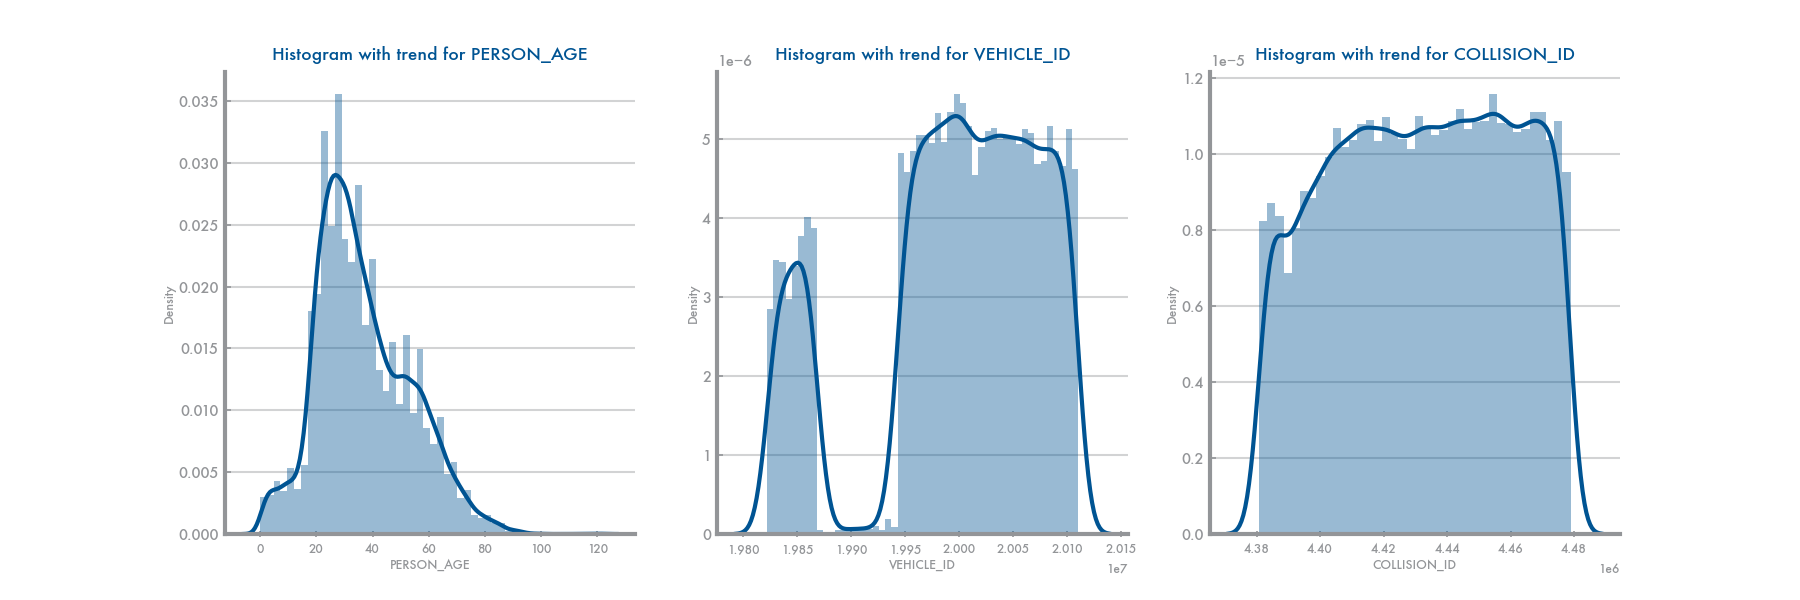 Histogram with trend for PERSON_AGE
0.035
0.030
0.025
0.020
0.015
0.010
0.005
0.000
Density
0 20 40 60 80 100 120
PERSON_AGE
Histogram with trend for VEHICLE_ID
1e−6
5
4
3
2
1
0
Density
1.980 1.985 1.990 1.995 2.000 2.005 2.010 2.015
VEHICLE_ID
1e7
Histogram with trend for COLLISION_ID
1e−5
1.2
1.0
0.8
0.6
0.4
0.2
0.0
Density
4.38 4.40 4.42 4.44 4.46 4.48
COLLISION_ID
1e6